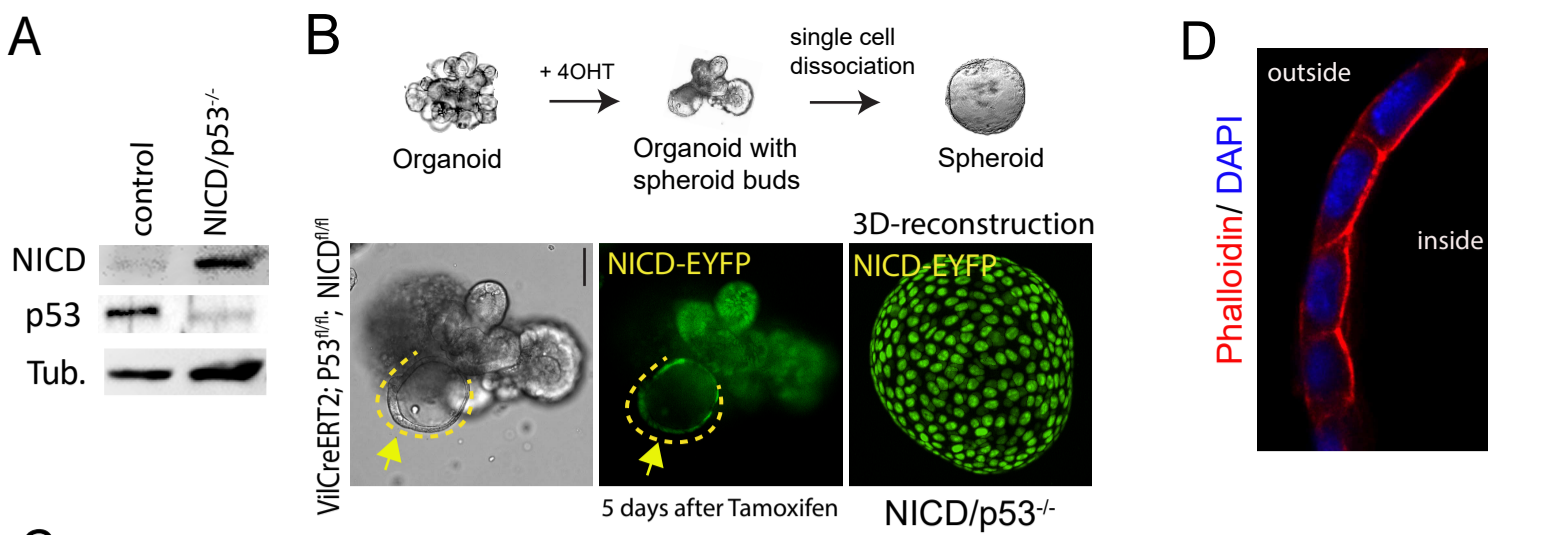 A
control
NICD/p53-/-
NICD
p53
Tub.
B
Organoid
+ 4OHT
Organoid with
spheroid buds
single cell
dissociation
Spheroid
VilCreERT2; P53fl/fl; NICDfl/fl
NICD-EYFP
5 days after Tamoxifen
3D-reconstruction
NICD-EYFP
NICD/p53-/-
D
Phalloidin/ DAPI
outside
inside